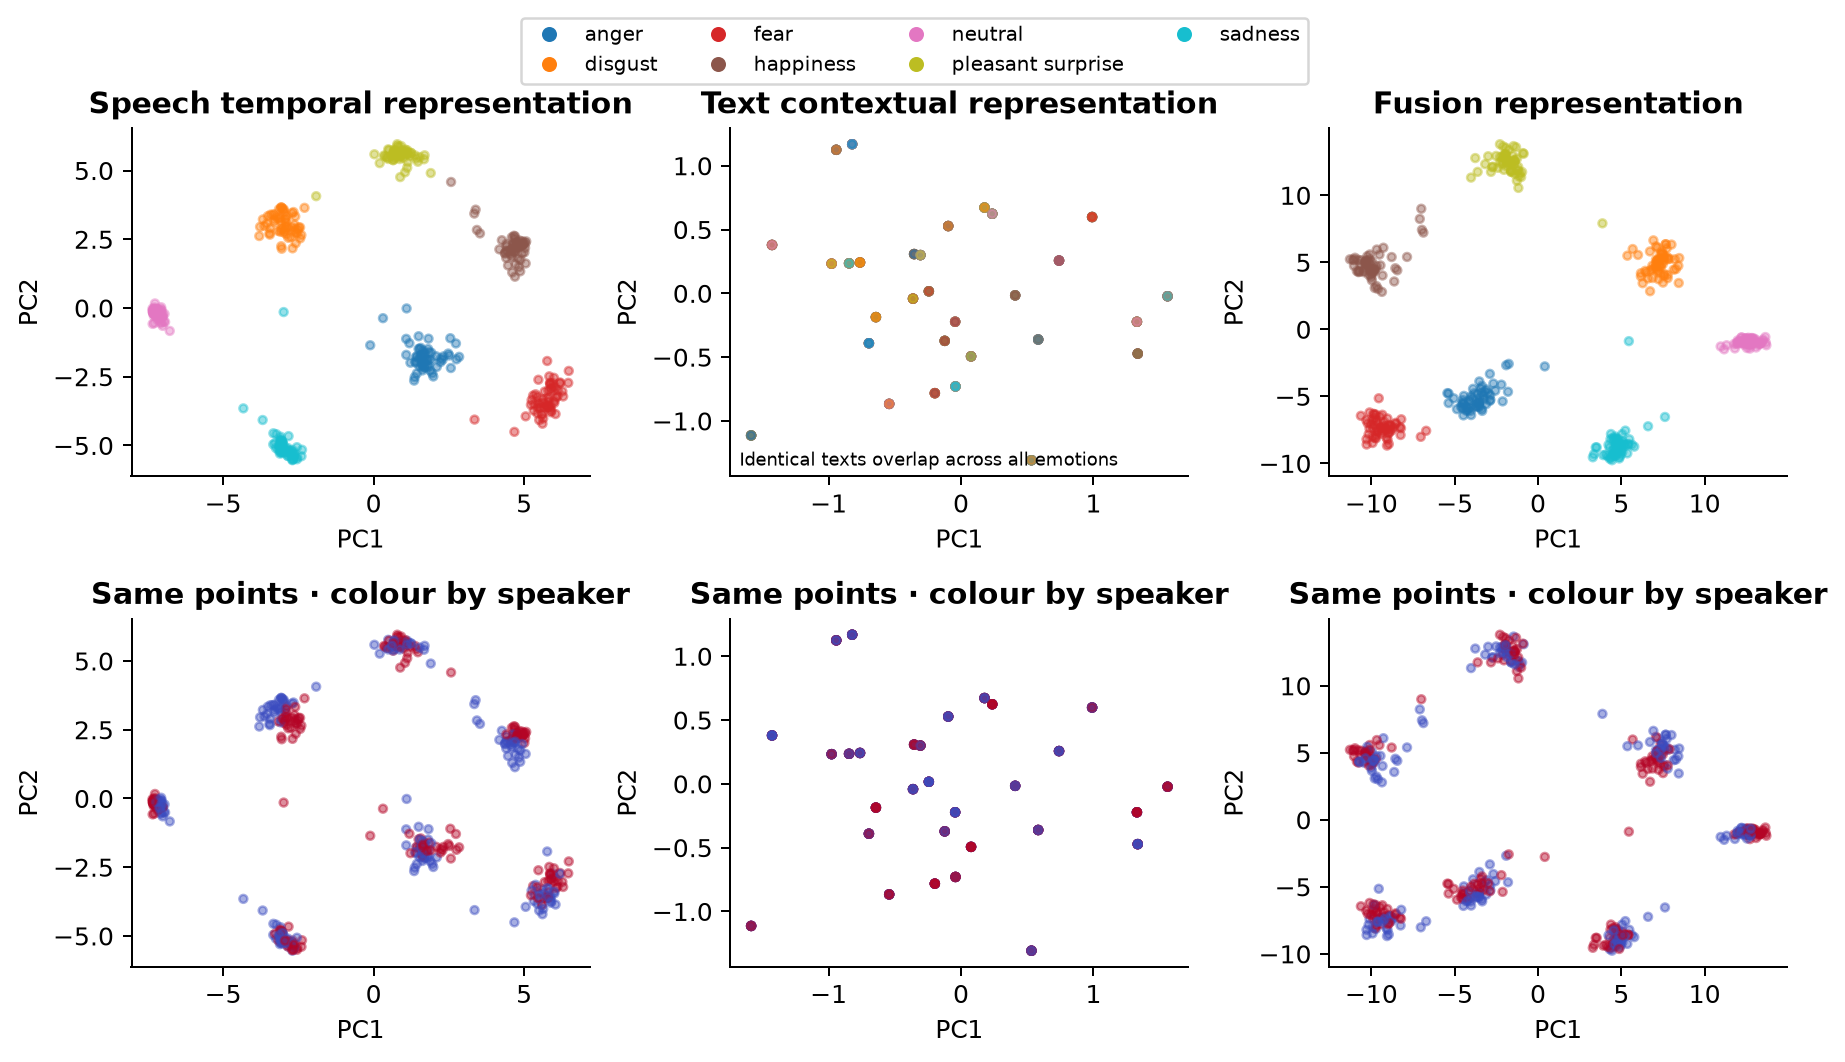 anger fear neutral sadness
disgust happiness pleasant surprise
Speech temporal representation Text contextual representation Fusion representation
5.0
2.5
0.0
−2.5
−5.0
PC2
−5 0 5
PC1
1.0
0.5
0.0
−0.5
−1.0
PC2
Identical texts overlap across all emotions
−1 0 1
PC1
10
5
0
−5
−10
PC2
−10 −5 0 5 10
PC1
Same points · colour by speaker Same points · colour by speaker Same points · colour by speaker
5.0
2.5
0.0
−2.5
−5.0
PC2
−5 0 5
PC1
1.0
0.5
0.0
−0.5
−1.0
PC2
−1 0 1
PC1
10
5
0
−5
−10
PC2
−10 −5 0 5 10
PC1